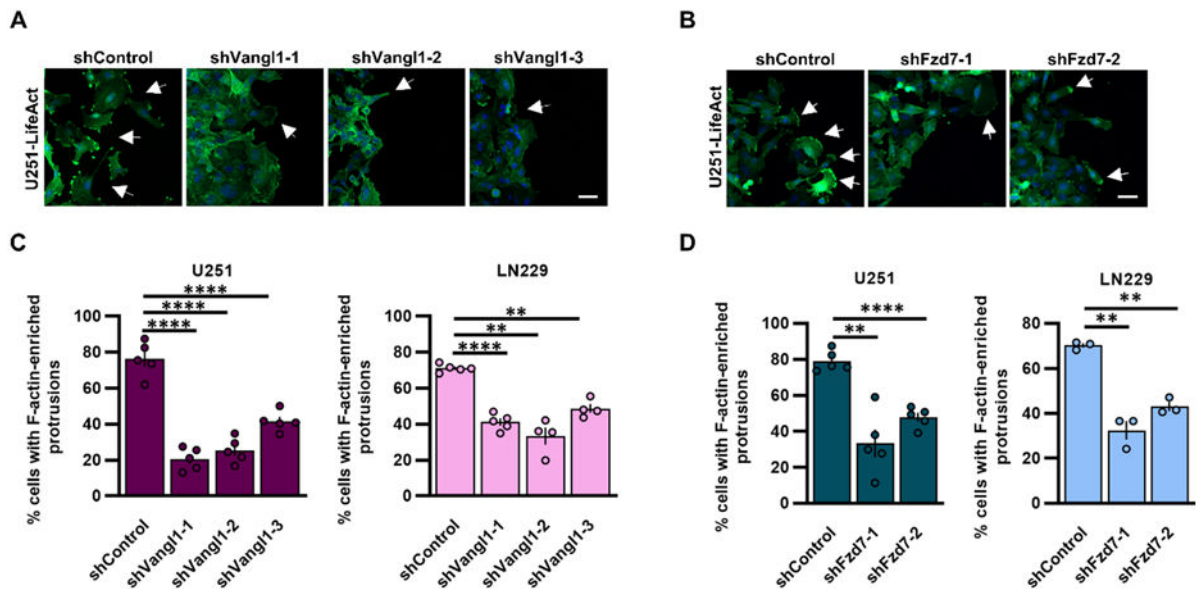 A
shControl shVangl1-1 shVangl1-2 shVangl1-3
U251-LifeAct
B
shControl shFzd7-1 shFzd7-2
U251-LifeAct
C
U251
****
****
****
% cells with F-actin-enriched
protrusions
100
80
60
40
20
0
shControl
shVangl1-1
shVangl1-2
shVangl1-3
LN229
**
**
****
% cells with F-actin-enriched
protrusions
100
80
60
40
20
0
shControl
shVangl1-1
shVangl1-2
shVangl1-3
D
U251
****
**
% cells with F-actin-enriched
protrusions
100
80
60
40
20
0
shControl
shFzd7-1
shFzd7-2
LN229
**
**
% cells with F-actin-enriched
protrusions
80
60
40
20
0
shControl
shFzd7-1
shFzd7-2